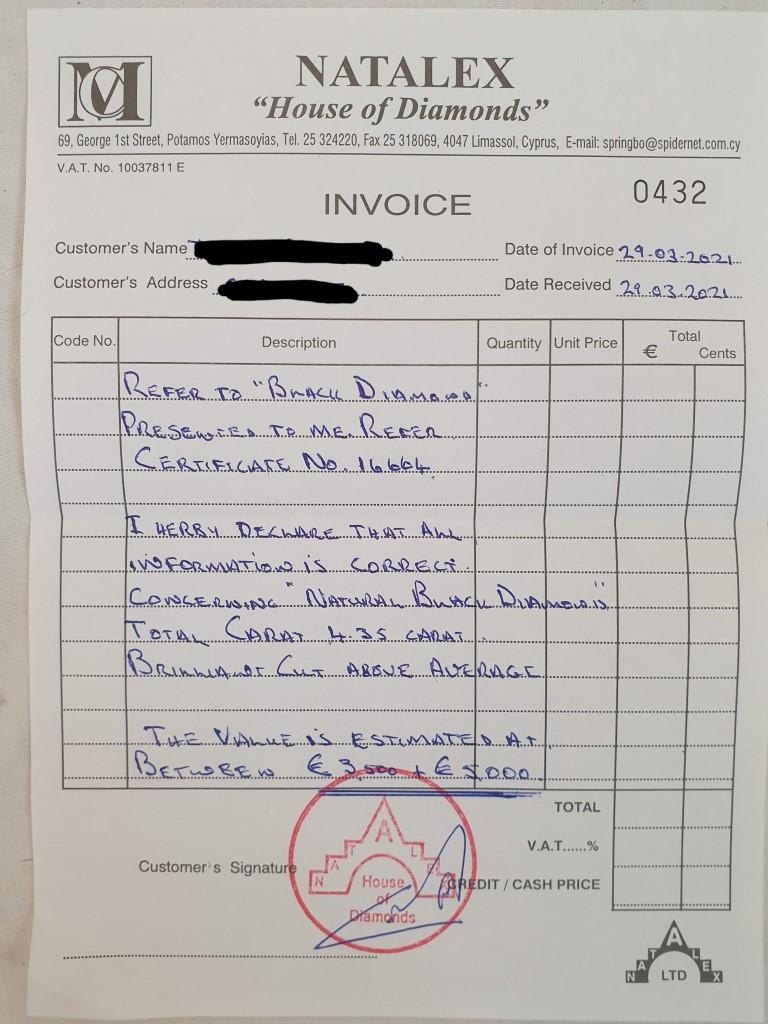 MCV
NATALEX
“House of Diamonds”
69, George 1st Street, Potamos Yermasoyias, Tel. 25 324220, Fax 25 318069, 4047 Limassol, Cyprus, E-mail: springbo@spidernet.com.cy
V.A.T. No. 10037811 E
0432
INVOICE
Customer's Name
Date of Invoice 29.03.2021
Customer's Address
Date Received 29.03.2021
Code No. Description Quantity Unit Price Total
€ Cents
REFER TO "BLACK DIAMOND"
PRESENTED TO ME. REFER
CERTIFICATE NO. 16664.
I HERBY DECLARE THAT ALL
INFORMATION IS CORRECT.
CONCERNING "NATURAL BLACK DIAMOND"
TOTAL CARAT 4.35 CARAT.
BRILLIANT CUT ABOVE AVERAGE
THE VALUE IS ESTIMATED AT
BETWEEN € 3,500 + € 5,000.
TOTAL
V.A.T......%
CREDIT / CASH PRICE
Customer's Signature
NATALEX
House
of
Diamonds
NATALEX
LTD